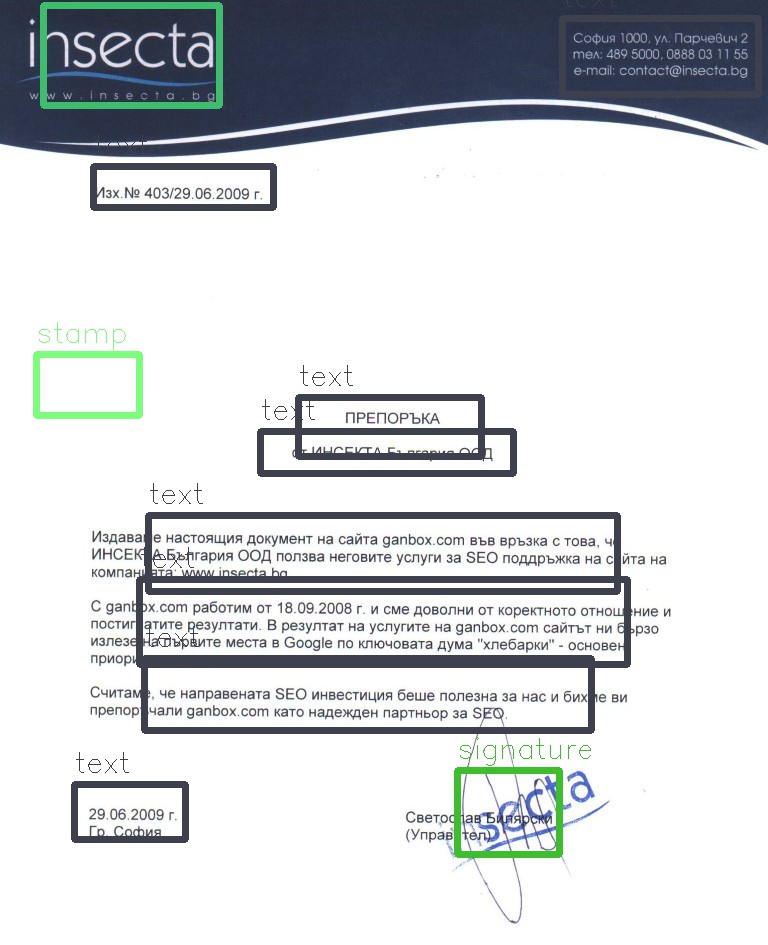 insecta
www.insecta.bg
text
София 1000, ул. Парчевич 2
тел: 489 5000, 0888 03 11 55
e-mail: contact@insecta.bg
text
Изх.№ 403/29.06.2009 г.
stamp
text
ПРЕПОРЪКА
text
от ИНСЕКТА България ООД
text
Издаваме настоящия документ на сайта ganbox.com във връзка с това, че
ИНСЕКТА България ООД ползва неговите услуги за SEO поддръжка на сайта на
компанията: www.insecta.bg
text
С ganbox.com работим от 18.09.2008 г. и сме доволни от коректното отношение и
постигнатите резултати. В резултат на услугите на ganbox.com сайтът ни бързо
излезе на първите места в Google по ключовата дума "хлебарки" - основен
text
Считаме, че направената SEO инвестиция беше полезна за нас и бихме ви
препоръчали ganbox.com като надежден партньор за SEO.
text
29.06.2009 г.
Гр. София
signature
Светослав Билярски
(Управител)
insecta